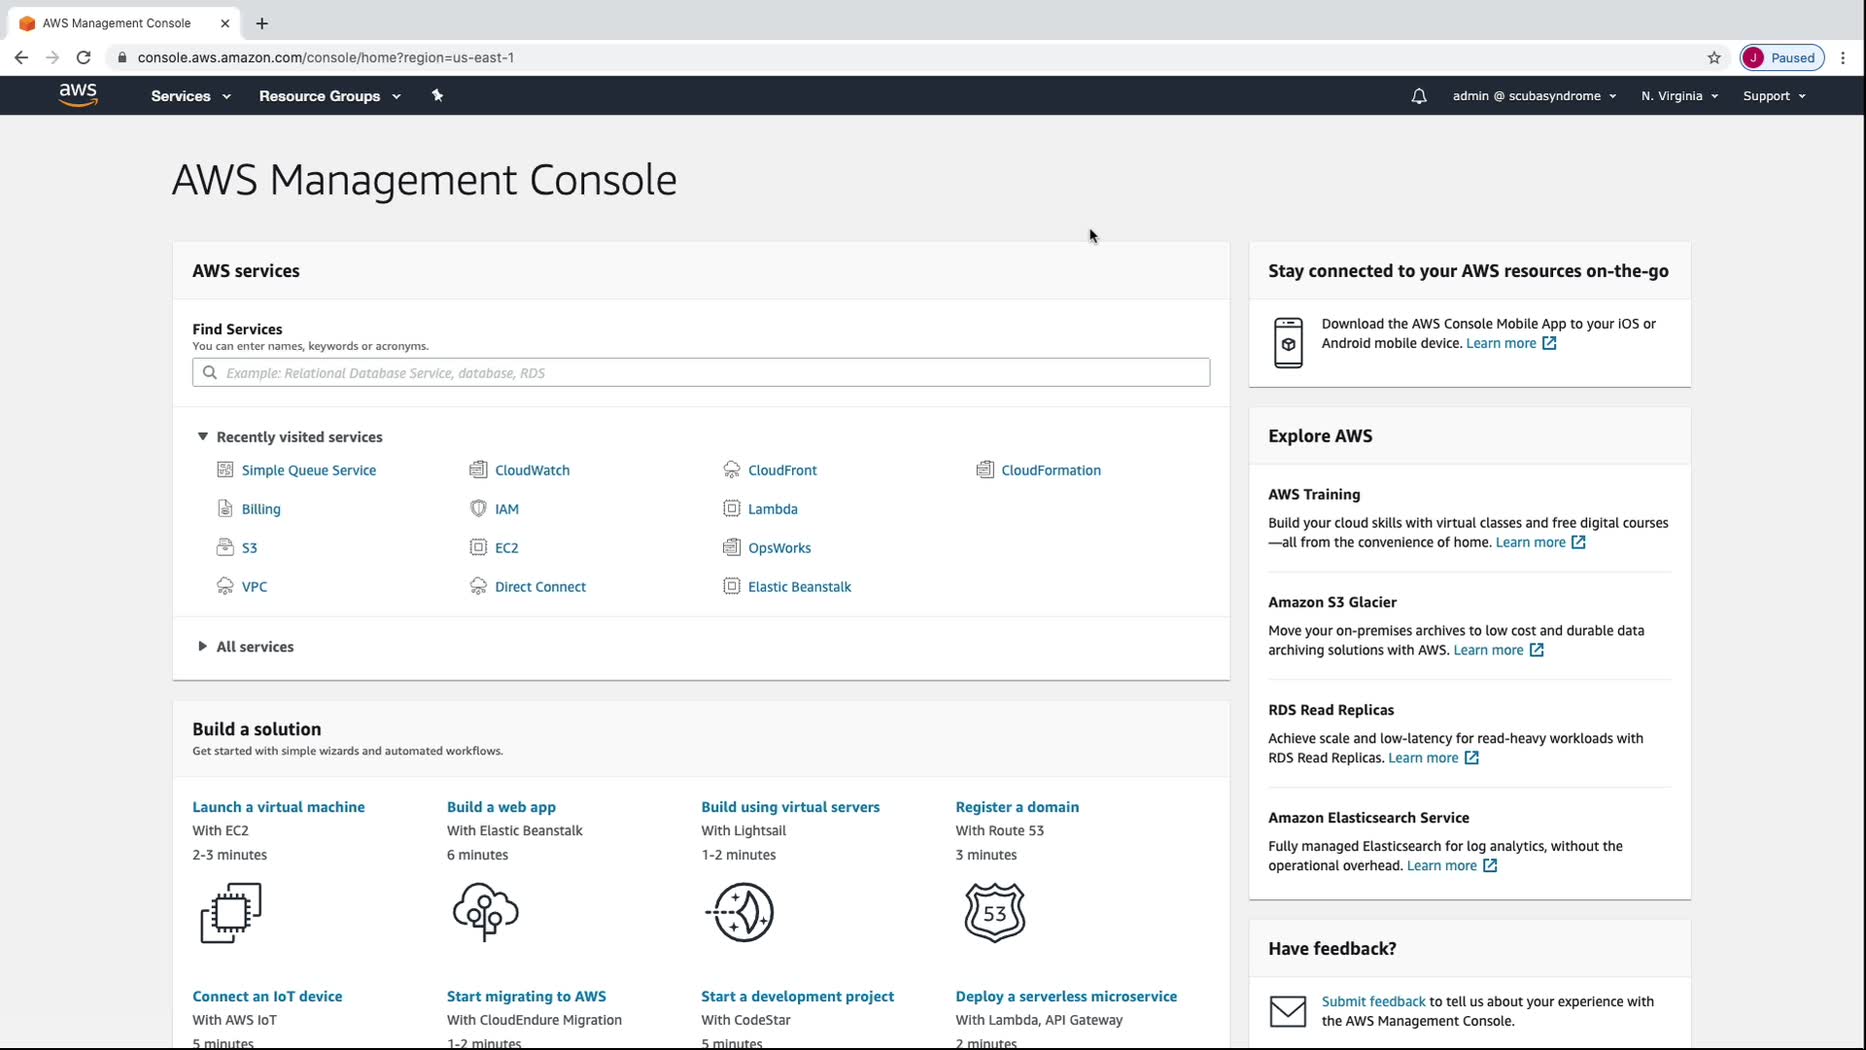 AWS Management Console
console.aws.amazon.com/console/home?region=us-east-1
J Paused
aws
Services
Resource Groups
admin @ scubasyndrome
N. Virginia
Support
AWS Management Console
AWS services
Find Services
You can enter names, keywords or acronyms.
Example: Relational Database Service, database, RDS
Recently visited services
Simple Queue Service
CloudWatch
CloudFront
CloudFormation
Billing
IAM
Lambda
S3
EC2
OpsWorks
VPC
Direct Connect
Elastic Beanstalk
All services
Build a solution
Get started with simple wizards and automated workflows.
Launch a virtual machine
With EC2
2-3 minutes
Build a web app
With Elastic Beanstalk
6 minutes
Build using virtual servers
With Lightsail
1-2 minutes
Register a domain
With Route 53
3 minutes
53
Connect an IoT device
With AWS IoT
5 minutes
Start migrating to AWS
With CloudEndure Migration
1-2 minutes
Start a development project
With CodeStar
5 minutes
Deploy a serverless microservice
With Lambda, API Gateway
2 minutes
Stay connected to your AWS resources on-the-go
Download the AWS Console Mobile App to your iOS or
Android mobile device. Learn more
Explore AWS
AWS Training
Build your cloud skills with virtual classes and free digital courses
—all from the convenience of home. Learn more
Amazon S3 Glacier
Move your on-premises archives to low cost and durable data
archiving solutions with AWS. Learn more
RDS Read Replicas
Achieve scale and low-latency for read-heavy workloads with
RDS Read Replicas. Learn more
Amazon Elasticsearch Service
Fully managed Elasticsearch for log analytics, without the
operational overhead. Learn more
Have feedback?
Submit feedback to tell us about your experience with
the AWS Management Console.